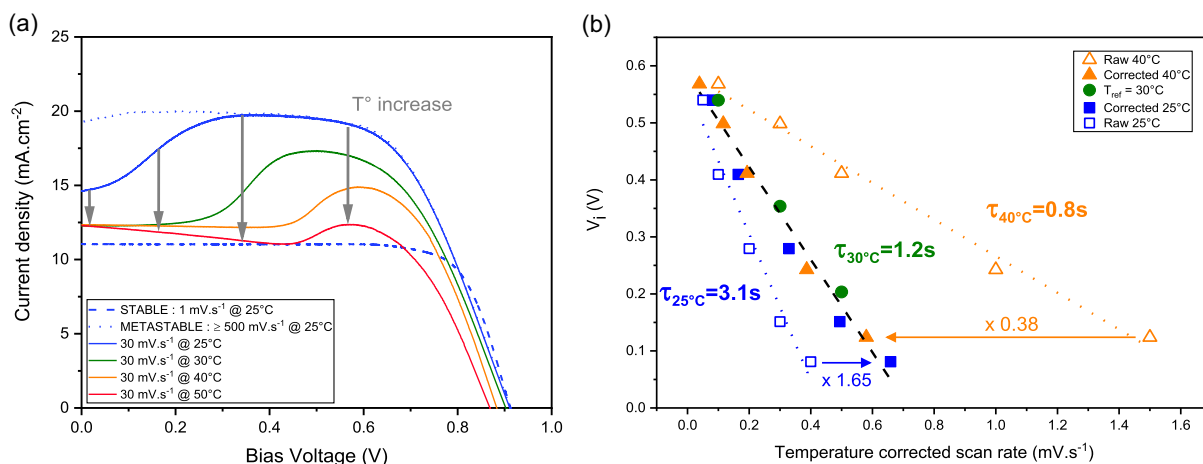 (a)
25
20
15
10
5
0
Current density (mA.cm⁻²)
T° increase
STABLE : 1 mV.s⁻¹ @ 25°C
METASTABLE : ≥ 500 mV.s⁻¹ @ 25°C
30 mV.s⁻¹ @ 25°C
30 mV.s⁻¹ @ 30°C
30 mV.s⁻¹ @ 40°C
30 mV.s⁻¹ @ 50°C
0.0 0.2 0.4 0.6 0.8 1.0
Bias Voltage (V)
(b)
0.6
0.5
0.4
0.3
0.2
0.1
0.0
Vᵢ (V)
Raw 40°C
Corrected 40°C
T_ref = 30°C
Corrected 25°C
Raw 25°C
τ40°C=0.8s
τ30°C=1.2s
τ25°C=3.1s
x 0.38
x 1.65
0.0 0.2 0.4 0.6 0.8 1.0 1.2 1.4 1.6
Temperature corrected scan rate (mV.s⁻¹)